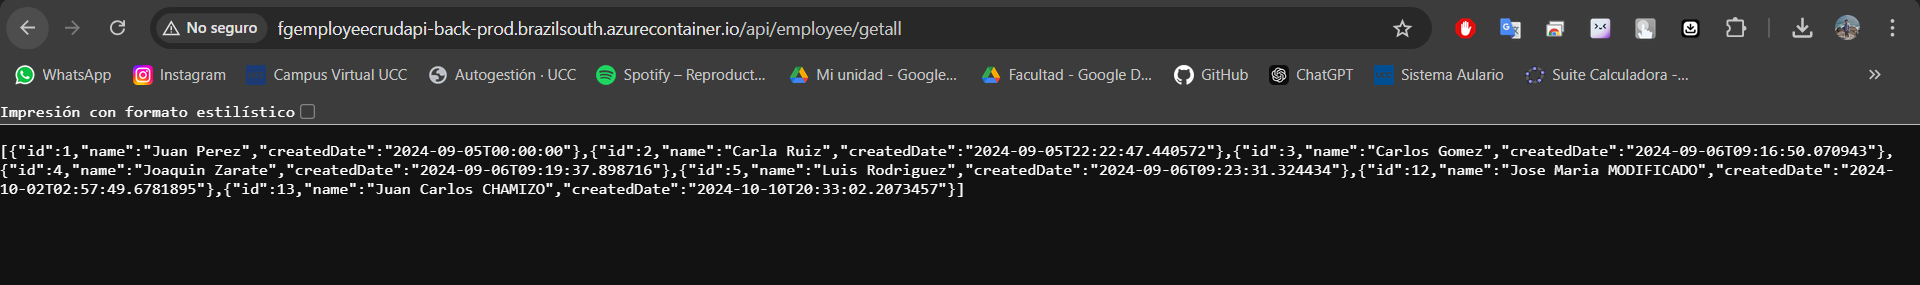 No seguro fgemployeecrudapi-back-prod.brazilsouth.azurecontainer.io/api/employee/getall
WhatsApp Instagram Campus Virtual UCC Autogestión · UCC Spotify – Reproduct... Mi unidad - Google... Facultad - Google D... GitHub ChatGPT Sistema Aulario Suite Calculadora -... »
Impresión con formato estilístico
[{"id":1,"name":"Juan Perez","createdDate":"2024-09-05T00:00:00"},{"id":2,"name":"Carla Ruiz","createdDate":"2024-09-05T22:22:47.440572"},{"id":3,"name":"Carlos Gomez","createdDate":"2024-09-06T09:16:50.070943"},
{"id":4,"name":"Joaquin Zarate","createdDate":"2024-09-06T09:19:37.898716"},{"id":5,"name":"Luis Rodriguez","createdDate":"2024-09-06T09:23:31.324434"},{"id":12,"name":"Jose Maria MODIFICADO","createdDate":"2024-
10-02T02:57:49.6781895"},{"id":13,"name":"Juan Carlos CHAMIZO","createdDate":"2024-10-10T20:33:02.2073457"}]